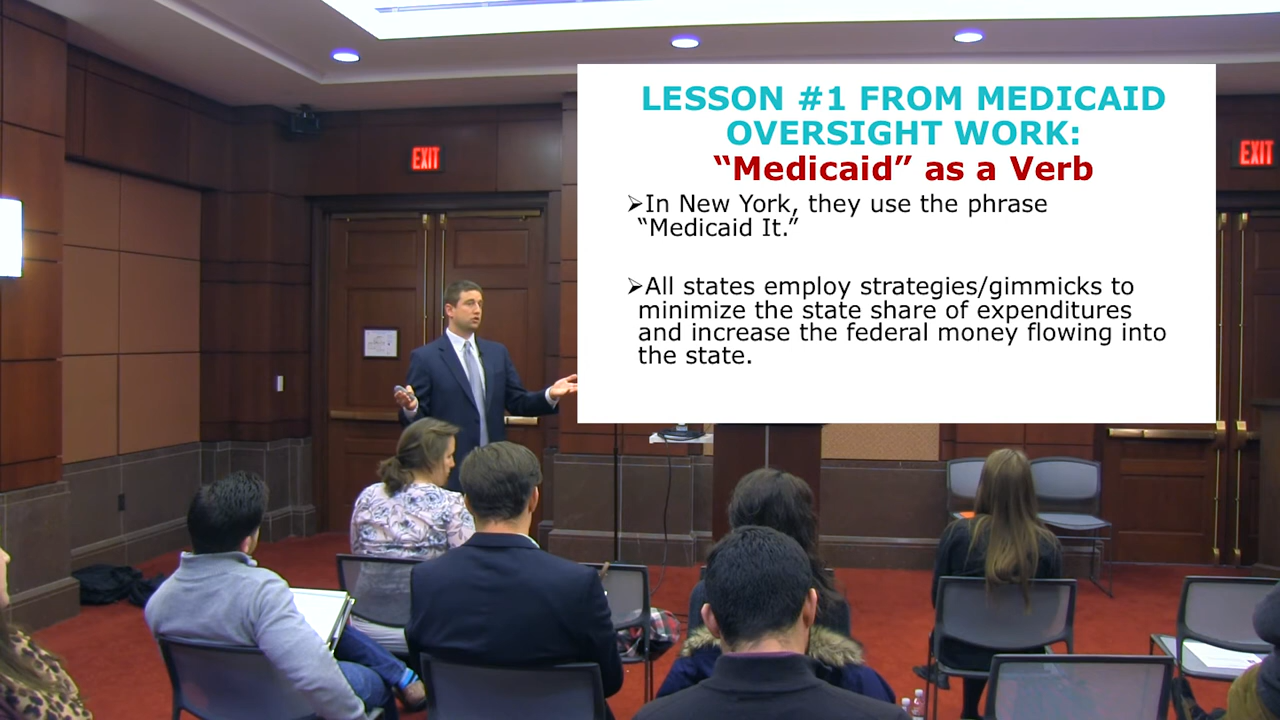 LESSON #1 FROM MEDICAID
OVERSIGHT WORK:
“Medicaid” as a Verb
➢In New York, they use the phrase
“Medicaid It.”
➢All states employ strategies/gimmicks to
minimize the state share of expenditures
and increase the federal money flowing into
the state.
EXIT
EXIT